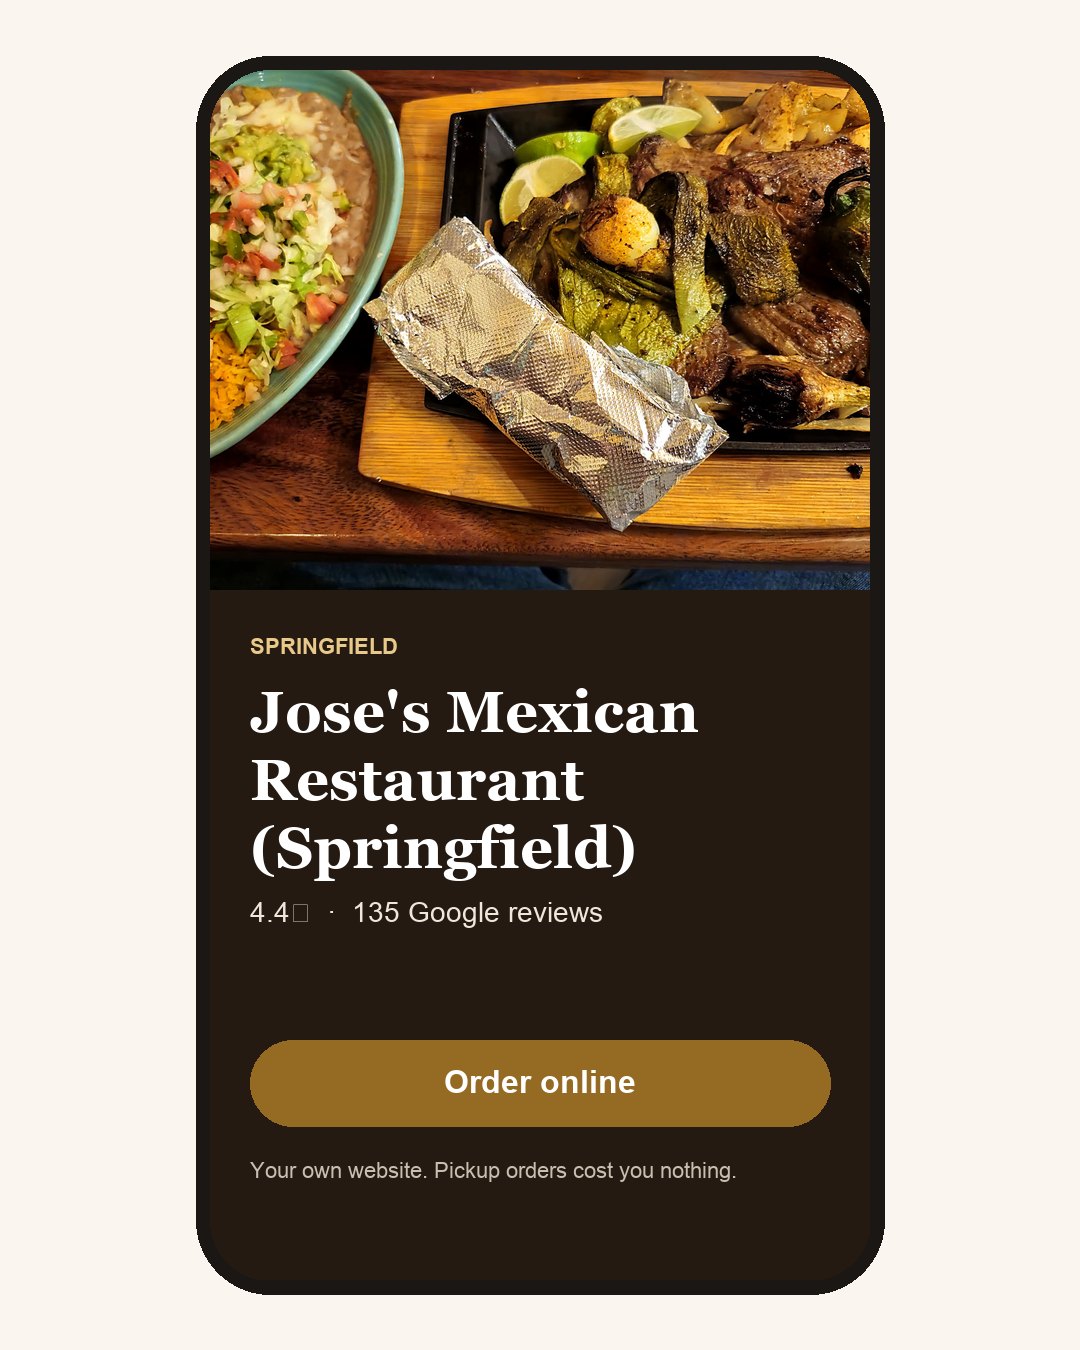 SPRINGFIELD
Jose's Mexican
Restaurant
(Springfield)
4.4□ · 135 Google reviews
Order online
Your own website. Pickup orders cost you nothing.